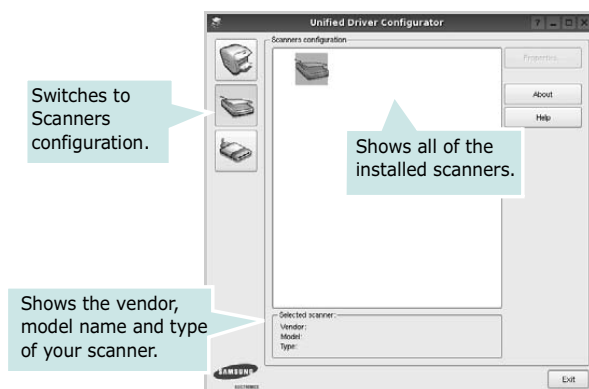 Unified Driver Configurator
Scanners configuration
Properties...
About
Help
Switches to
Scanners
configuration.
Shows all of the
installed scanners.
Shows the vendor,
model name and type
of your scanner.
Selected scanner:
Vendor:
Model:
Type:
SAMSUNG
ELECTRONICS
Exit